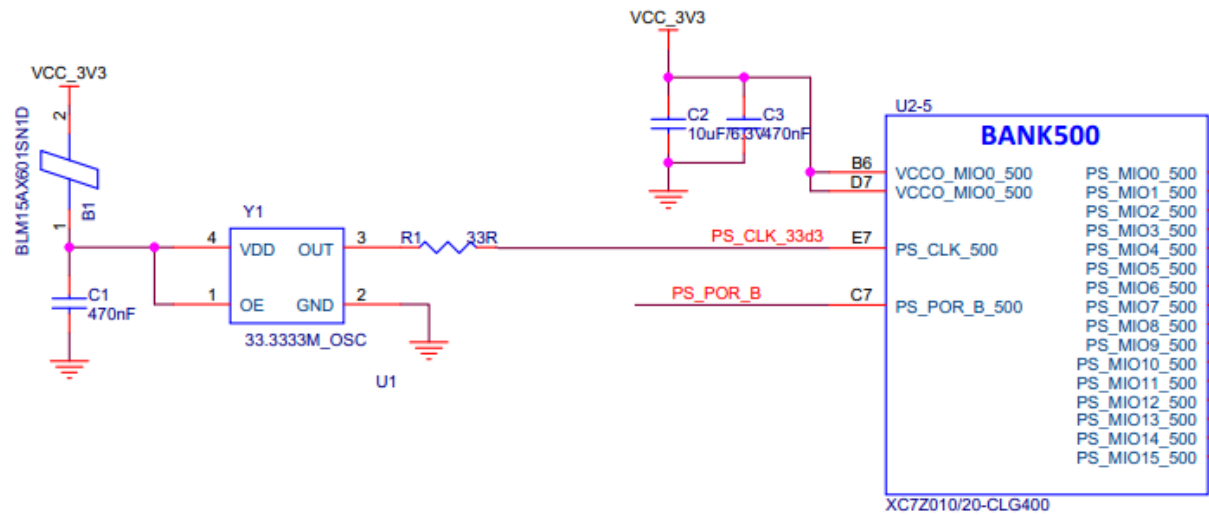 VCC_3V3
2
BLM15AX601SN1D
B1
1
C1
470nF
Y1
4
VDD
OUT
3
1
OE
GND
2
33.3333M_OSC
U1
R1
33R
VCC_3V3
C2
10uF/6.3V
C3
470nF
PS_CLK_33d3
PS_POR_B
U2-5
BANK500
B6
VCCO_MIO0_500
D7
VCCO_MIO0_500
E7
PS_CLK_500
C7
PS_POR_B_500
PS_MIO0_500
PS_MIO1_500
PS_MIO2_500
PS_MIO3_500
PS_MIO4_500
PS_MIO5_500
PS_MIO6_500
PS_MIO7_500
PS_MIO8_500
PS_MIO9_500
PS_MIO10_500
PS_MIO11_500
PS_MIO12_500
PS_MIO13_500
PS_MIO14_500
PS_MIO15_500
XC7Z010/20-CLG400